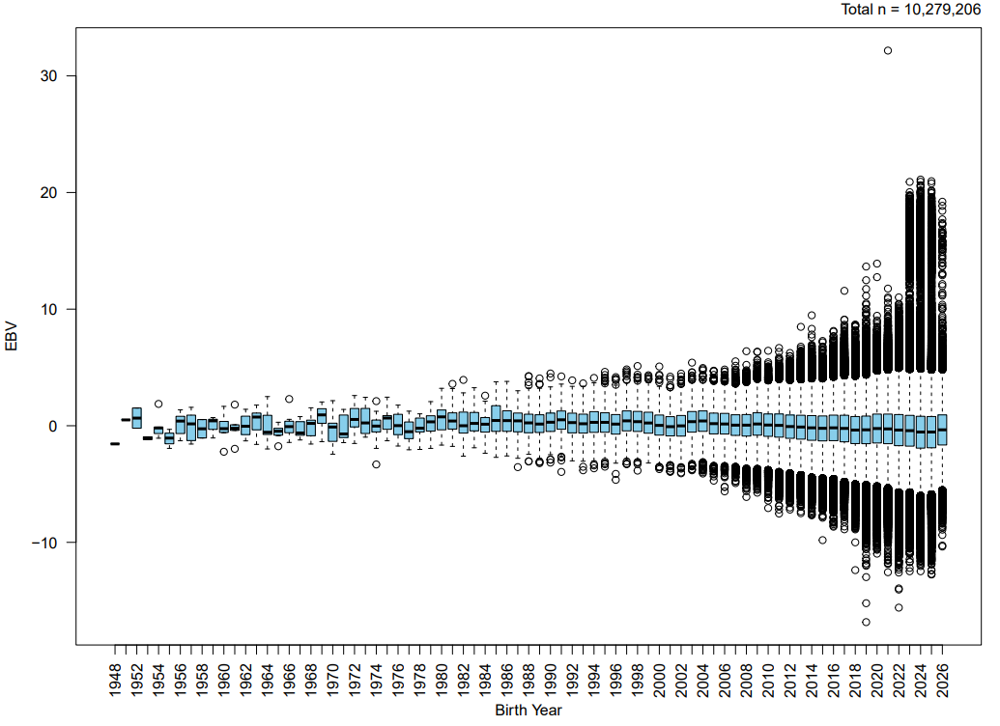 Total n = 10,279,206
30
20
10
0
−10
EBV
1948 1952 1954 1956 1958 1960 1962 1964 1966 1968 1970 1972 1974 1976 1978 1980 1982 1984 1986 1988 1990 1992 1994 1996 1998 2000 2002 2004 2006 2008 2010 2012 2014 2016 2018 2020 2022 2024 2026
Birth Year